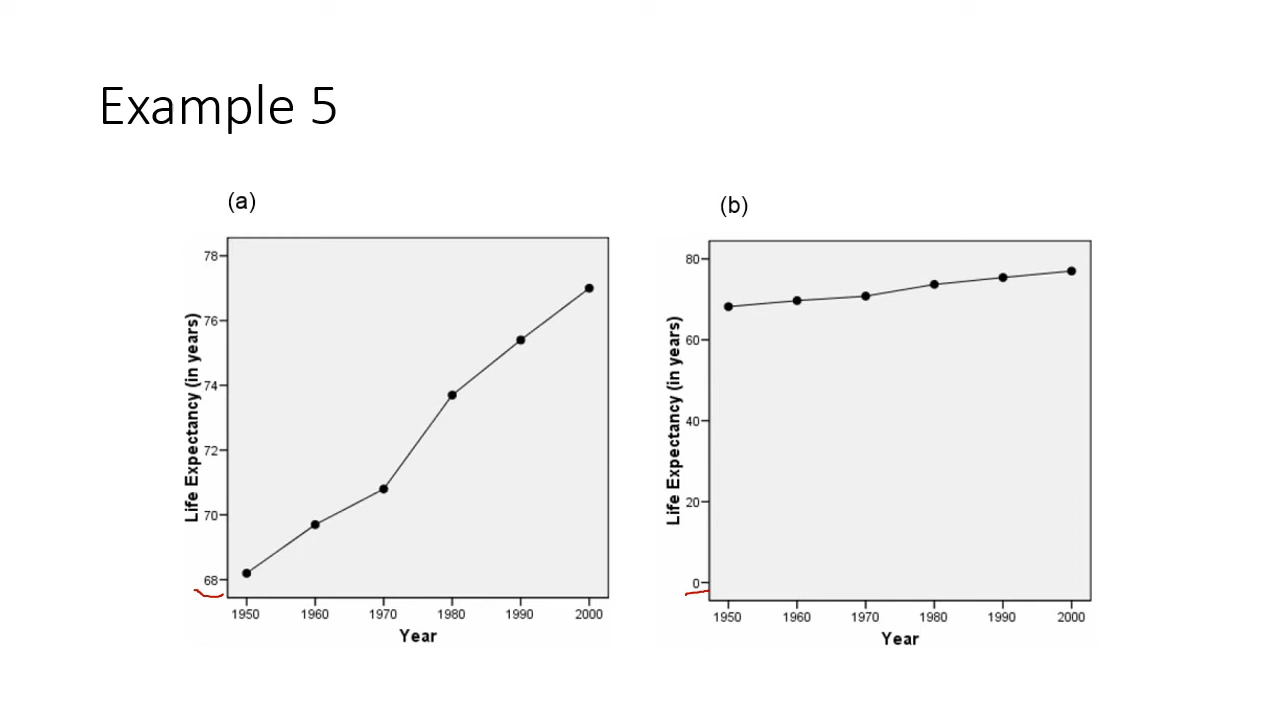 Example 5
(a)
78
76
74
72
70
68
Life Expectancy (in years)
1950 1960 1970 1980 1990 2000
Year
(b)
80
60
40
20
0
Life Expectancy (in years)
1950 1960 1970 1980 1990 2000
Year